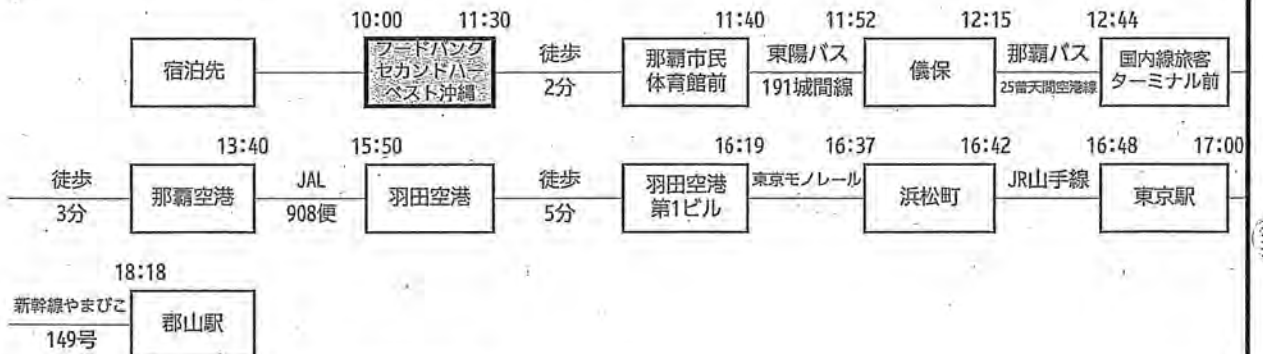 10:00 11:30 11:40 11:52 12:15 12:44
宿泊先
フードバンク
セカンドハー
ベスト沖縄
徒歩
2分
那覇市民
体育館前
東陽バス
191城間線
儀保
那覇バス
25普天間空港線
国内線旅客
ターミナル前
13:40 15:50 16:19 16:37 16:42 16:48 17:00
徒歩
3分
那覇空港
JAL
908便
羽田空港
徒歩
5分
羽田空港
第1ビル
東京モノレール
浜松町
JR山手線
東京駅
18:18
新幹線やまびこ
149号
郡山駅